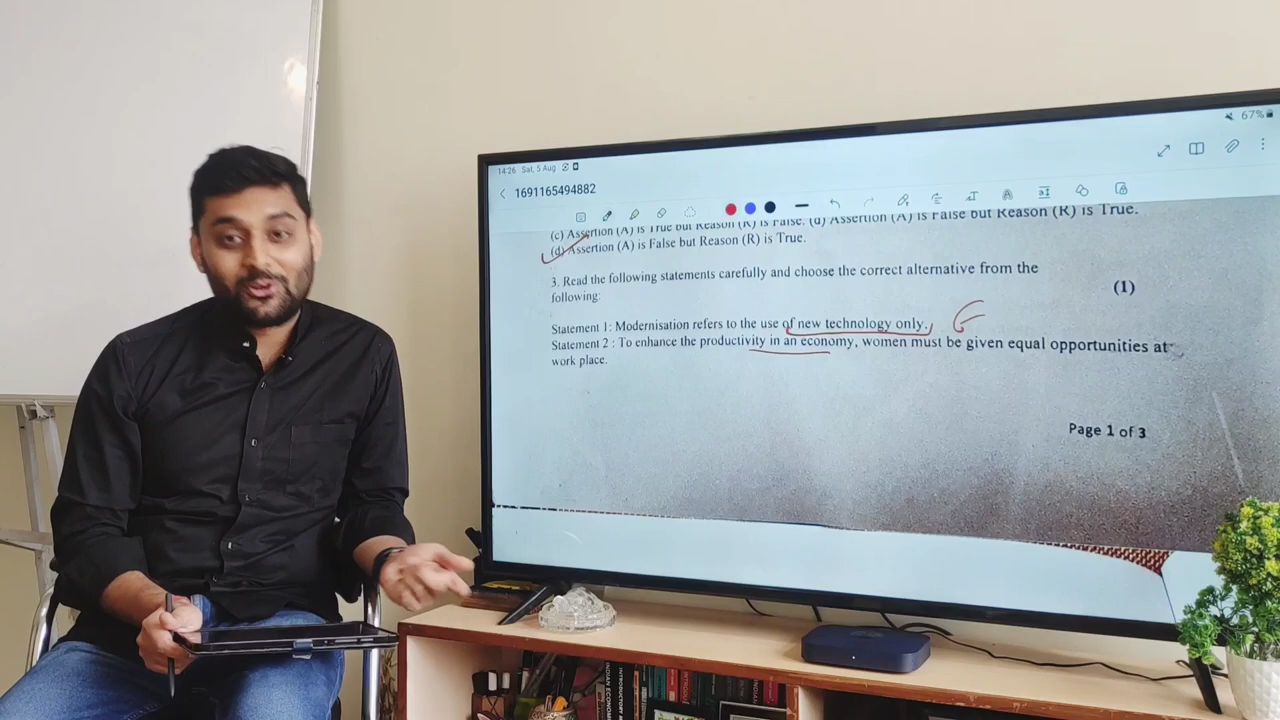 67%
14:26 Sat, 5 Aug
1691165494882
(c) Assertion (A) is True but Reason (R) is False. (d) Assertion (A) is False but Reason (R) is True.
(d) Assertion (A) is False but Reason (R) is True.
3. Read the following statements carefully and choose the correct alternative from the
following:
(1)
Statement 1: Modernisation refers to the use of new technology only.
Statement 2 : To enhance the productivity in an economy, women must be given equal opportunities at
work place.
Page 1 of 3
INDIAN ECONOM
INTRODUCTORY